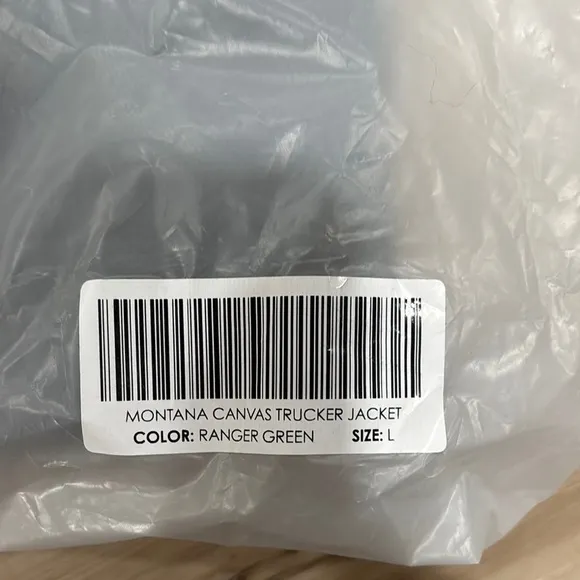 MONTANA CANVAS TRUCKER JACKET
COLOR: RANGER GREEN SIZE: L